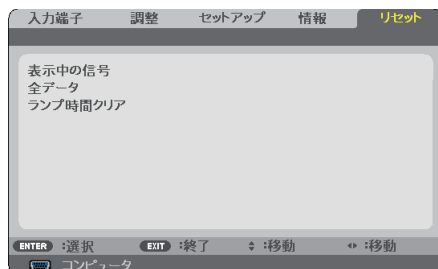 入力端子 調整 セットアップ 情報 リセット
表示中の信号
全データ
ランプ時間クリア
ENTER :選択 EXIT :終了 :移動 :移動
コンピュータ